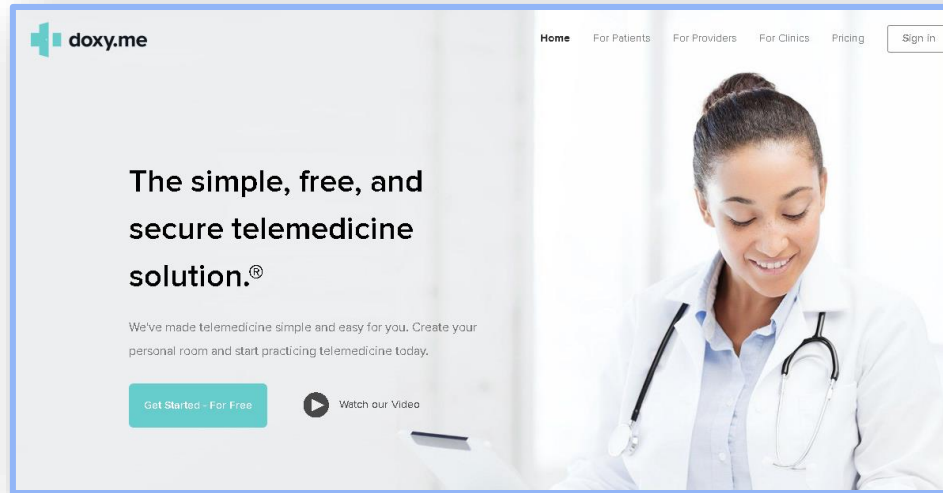 doxy.me
Home For Patients For Providers For Clinics Pricing Sign in
The simple, free, and
secure telemedicine
solution.®
We've made telemedicine simple and easy for you. Create your
personal room and start practicing telemedicine today.
Get Started - For Free
Watch our Video